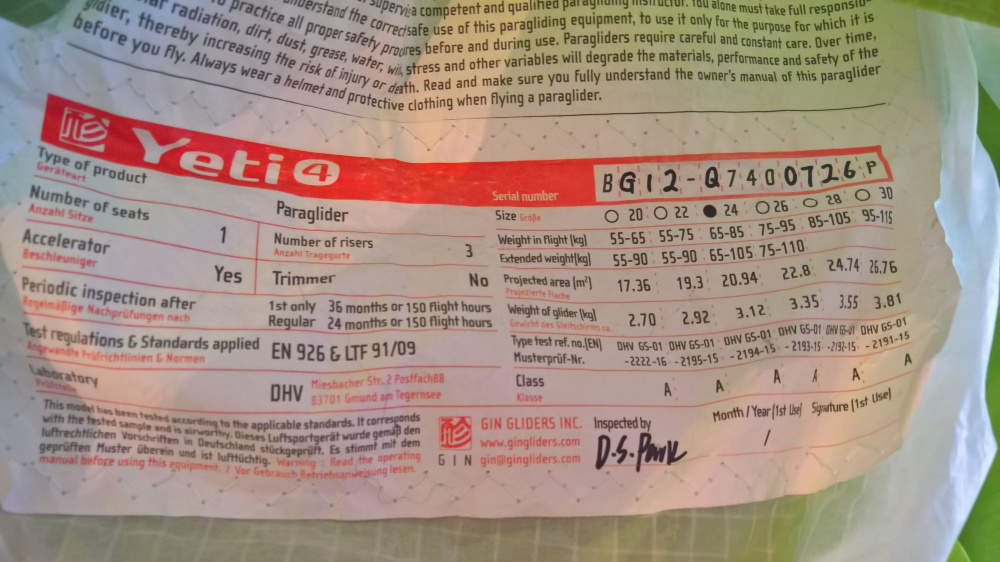 supervis a competent and qualified paragliding instructor. You alone must take full responsib
understand the correct safe use of this paragliding equipment, to use it only for the purpose for which it is
practice all proper safety pro res before and during use. Paragliders require careful and constant care. Over time,
radiation, dirt, dust, grease, water, wi stress and other variables will degrade the materials, performance and safety of the
glider, thereby increasing the risk of injury or death. Read and make sure you fully understand the owner's manual of this paraglider
before you fly. Always wear a helmet and protective clothing when flying a paraglider.
Yeti 4
Serial number BG12-Q7400726P
Type of product
Geräteart
Paraglider
Number of seats
Anzahl Sitze
1
Number of risers
Anzahl Tragegurte
3
Accelerator
Beschleuniger
Yes
Trimmer
No
Periodic inspection after
Regelmäßige Nachprüfungen nach
1st only 36 months or 150 flight hours
Regular 24 months or 150 flight hours
Test regulations & Standards applied
Angewandte Prüfrichtlinien & Normen
EN 926 & LTF 91/09
Laboratory
Prüfstelle
DHV
Miesbacher Str. 2 Postfach88
83701 Gmund am Tegernsee
Size Größe ○ 20 ○ 22 ● 24 ○ 26 ○ 28 ○ 30
Weight in flight (kg) 55-65 55-75 65-85 75-95 85-105 95-115
Extended weight(kg) 55-90 55-90 65-105 75-110
Projected area (m²) 17.36 19.3 20.94 22.8 24.74 26.76
Projezierte Fläche
Weight of glider (kg) 2.70 2.92 3.12 3.35 3.55 3.81
Gewicht des Gleitschirms ca.
Type test ref. no.(EN) DHV GS-01 DHV GS-01 DHV GS-01 DHV GS-01 DHV GS-01 DHV GS-01
Musterprüf-Nr. -2222-16 -2195-15 -2194-15 -2193-15 -2192-15 -2191-15
Class A A A A A A
Klasse
This model has been tested according to the applicable standards. It corresponds
with the tested sample and is airworthy. Dieses Luftsportgerät wurde gemäß den
luftrechtlichen Vorschriften in Deutschland stückgeprüft. Es stimmt mit dem
geprüften Muster überein und ist lufttüchtig. Warning : Read the operating
manual before using this equipment. / Vor Gebrauch Betriebsanweisung lesen.
GIN
GIN GLIDERS INC.
www.gingliders.com
gin@gingliders.com
Inspected by
D.S. Park
Month / Year (1st Use)
/
Signature (1st Use)